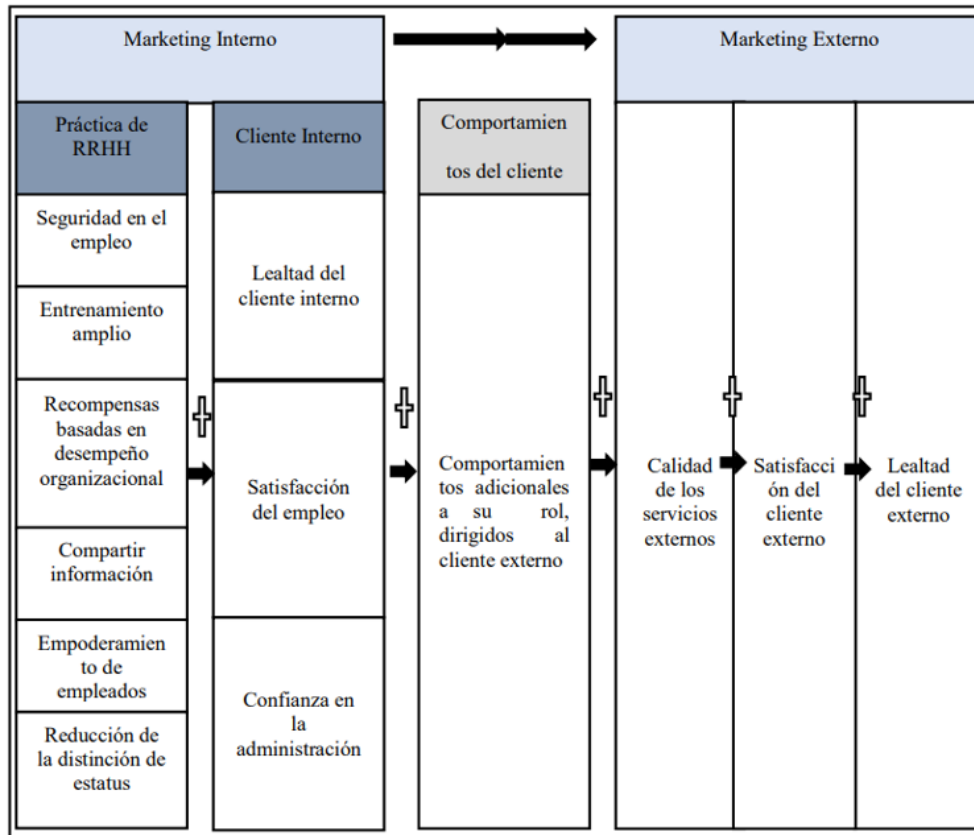 Marketing Interno
Marketing Externo
Práctica de
RRHH
Cliente Interno
Comportamien
tos del cliente
Seguridad en el
empleo
Entrenamiento
amplio
Recompensas
basadas en
desempeño
organizacional
Compartir
información
Empoderamien
to de
empleados
Reducción de
la distinción de
estatus
Lealtad del
cliente interno
Satisfacción
del empleo
Confianza en
la
administración
Comportamien
tos adicionales
a su rol,
dirigidos al
cliente externo
Calidad
de los
servicios
externos
Satisfacci
ón del
cliente
externo
Lealtad
del cliente
externo